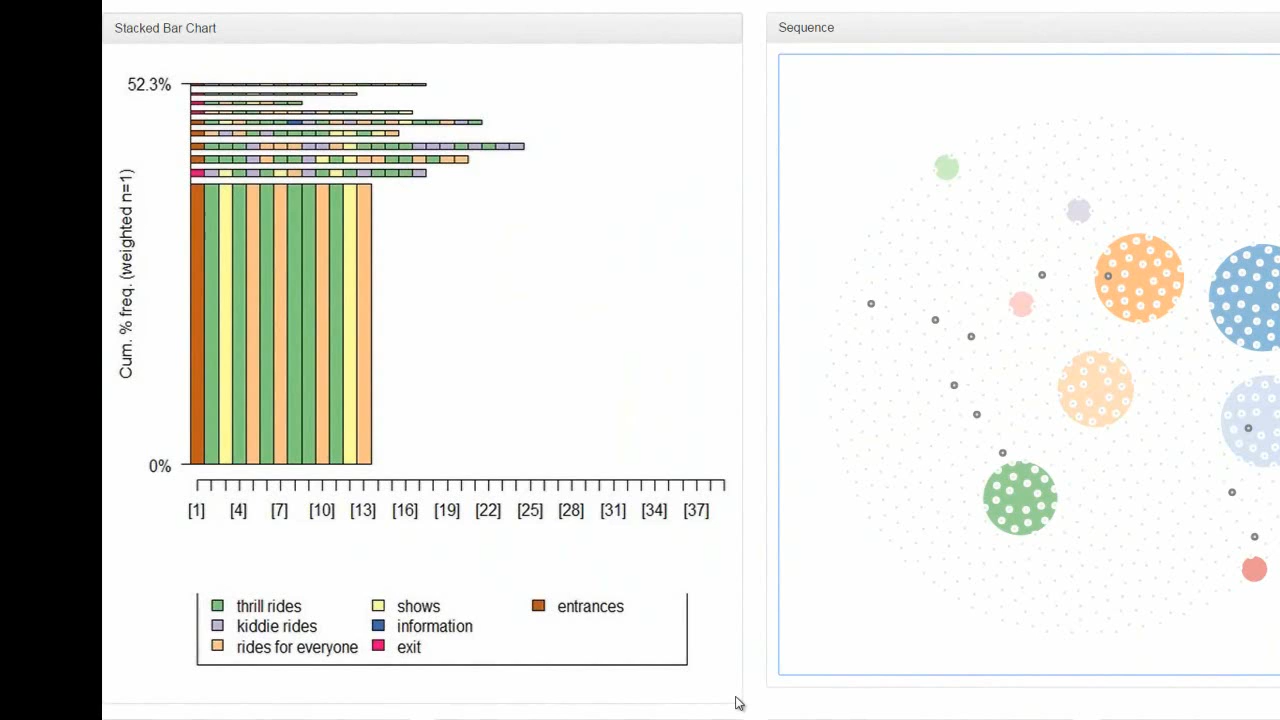 Stacked Bar Chart
Sequence
52.3%
Cum. % freq. (weighted n=1)
0%
[1] [4] [7] [10] [13] [16] [19] [22] [25] [28] [31] [34] [37]
thrill rides shows entrances
kiddie rides information
rides for everyone exit